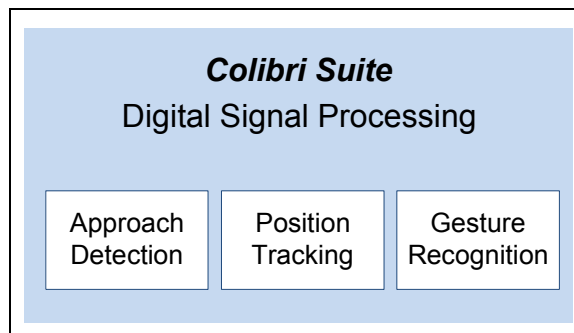 Colibri Suite
Digital Signal Processing
Approach
Detection
Position
Tracking
Gesture
Recognition